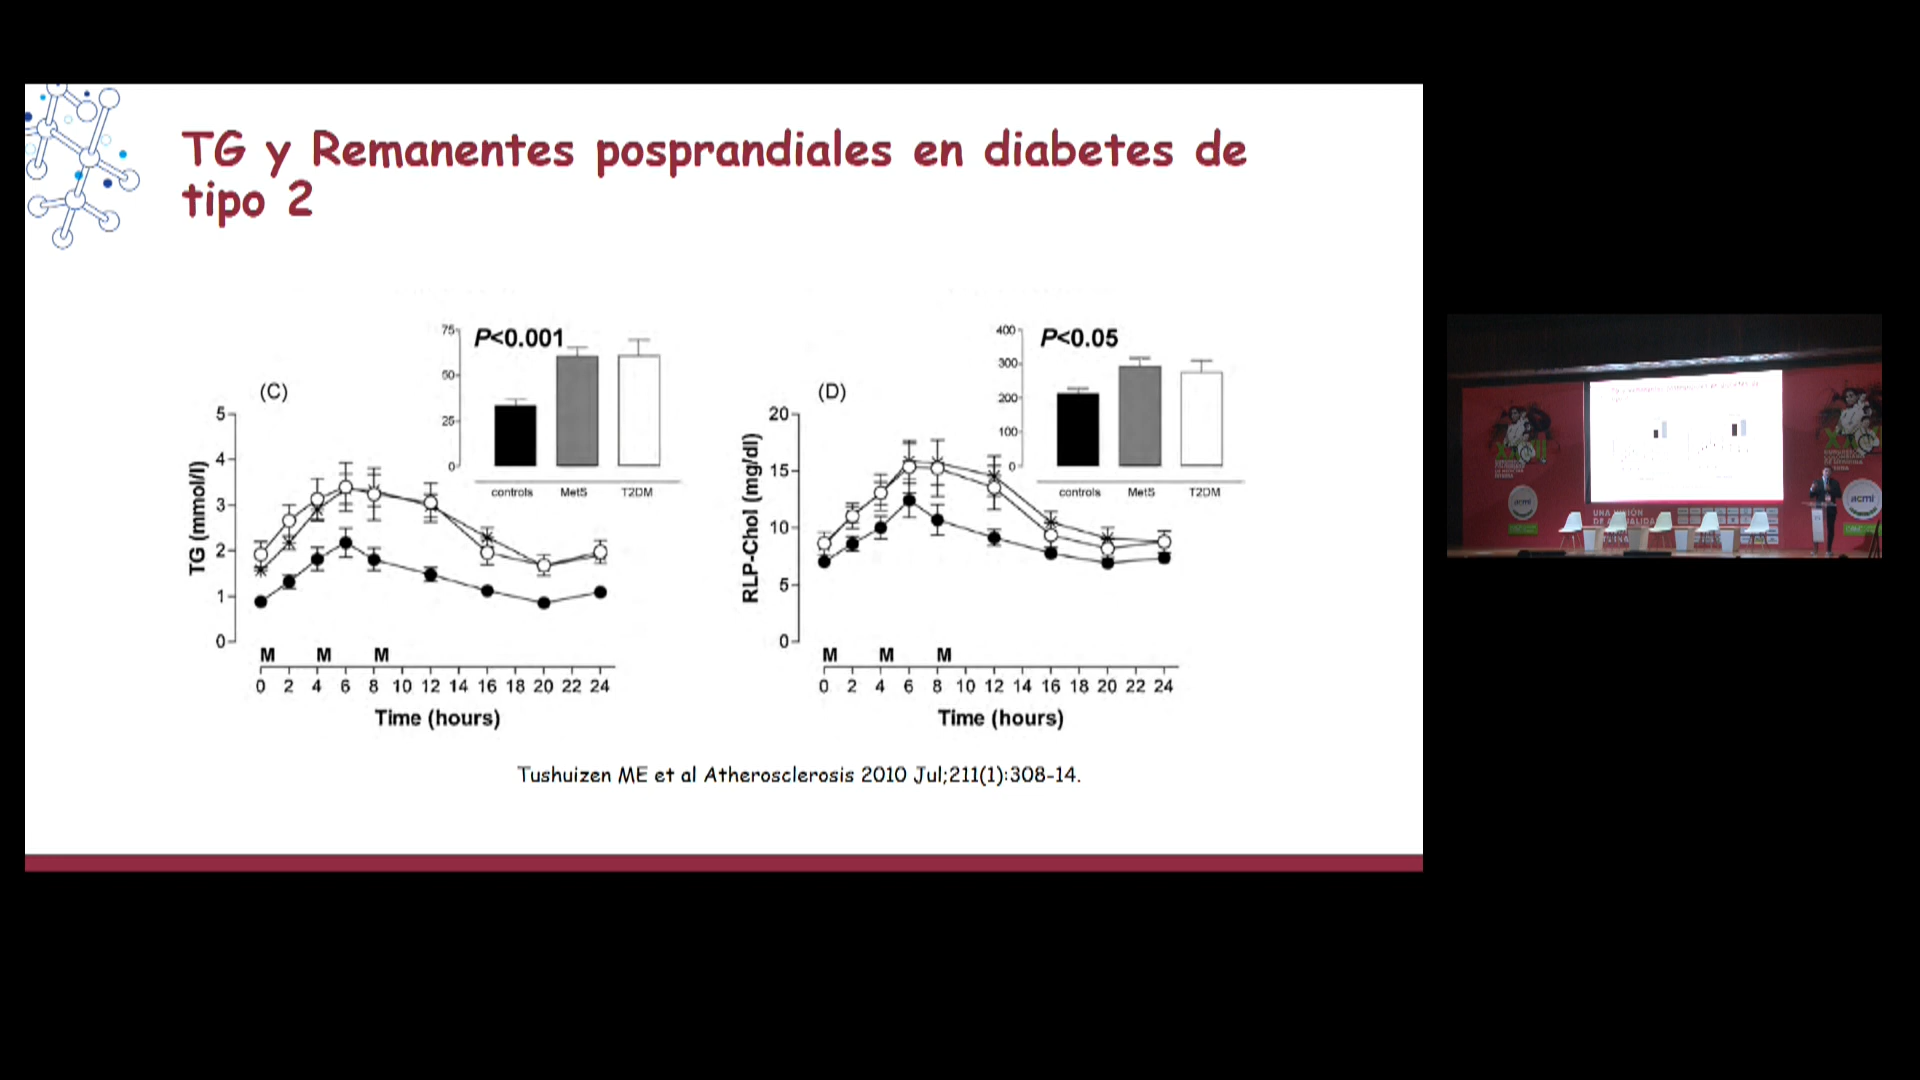 TG y Remanentes posprandiales en diabetes de
tipo 2
(C)
TG (mmol/l)
5
4
3
2
1
0
75
50
25
0
P<0.001
controls MetS T2DM
M M M
0 2 4 6 8 10 12 14 16 18 20 22 24
Time (hours)
(D)
RLP-Chol (mg/dl)
20
15
10
5
0
400
300
200
100
0
P<0.05
controls MetS T2DM
M M M
0 2 4 6 8 10 12 14 16 18 20 22 24
Time (hours)
Tushuizen ME et al Atherosclerosis 2010 Jul;211(1):308-14.
acmi
acmi